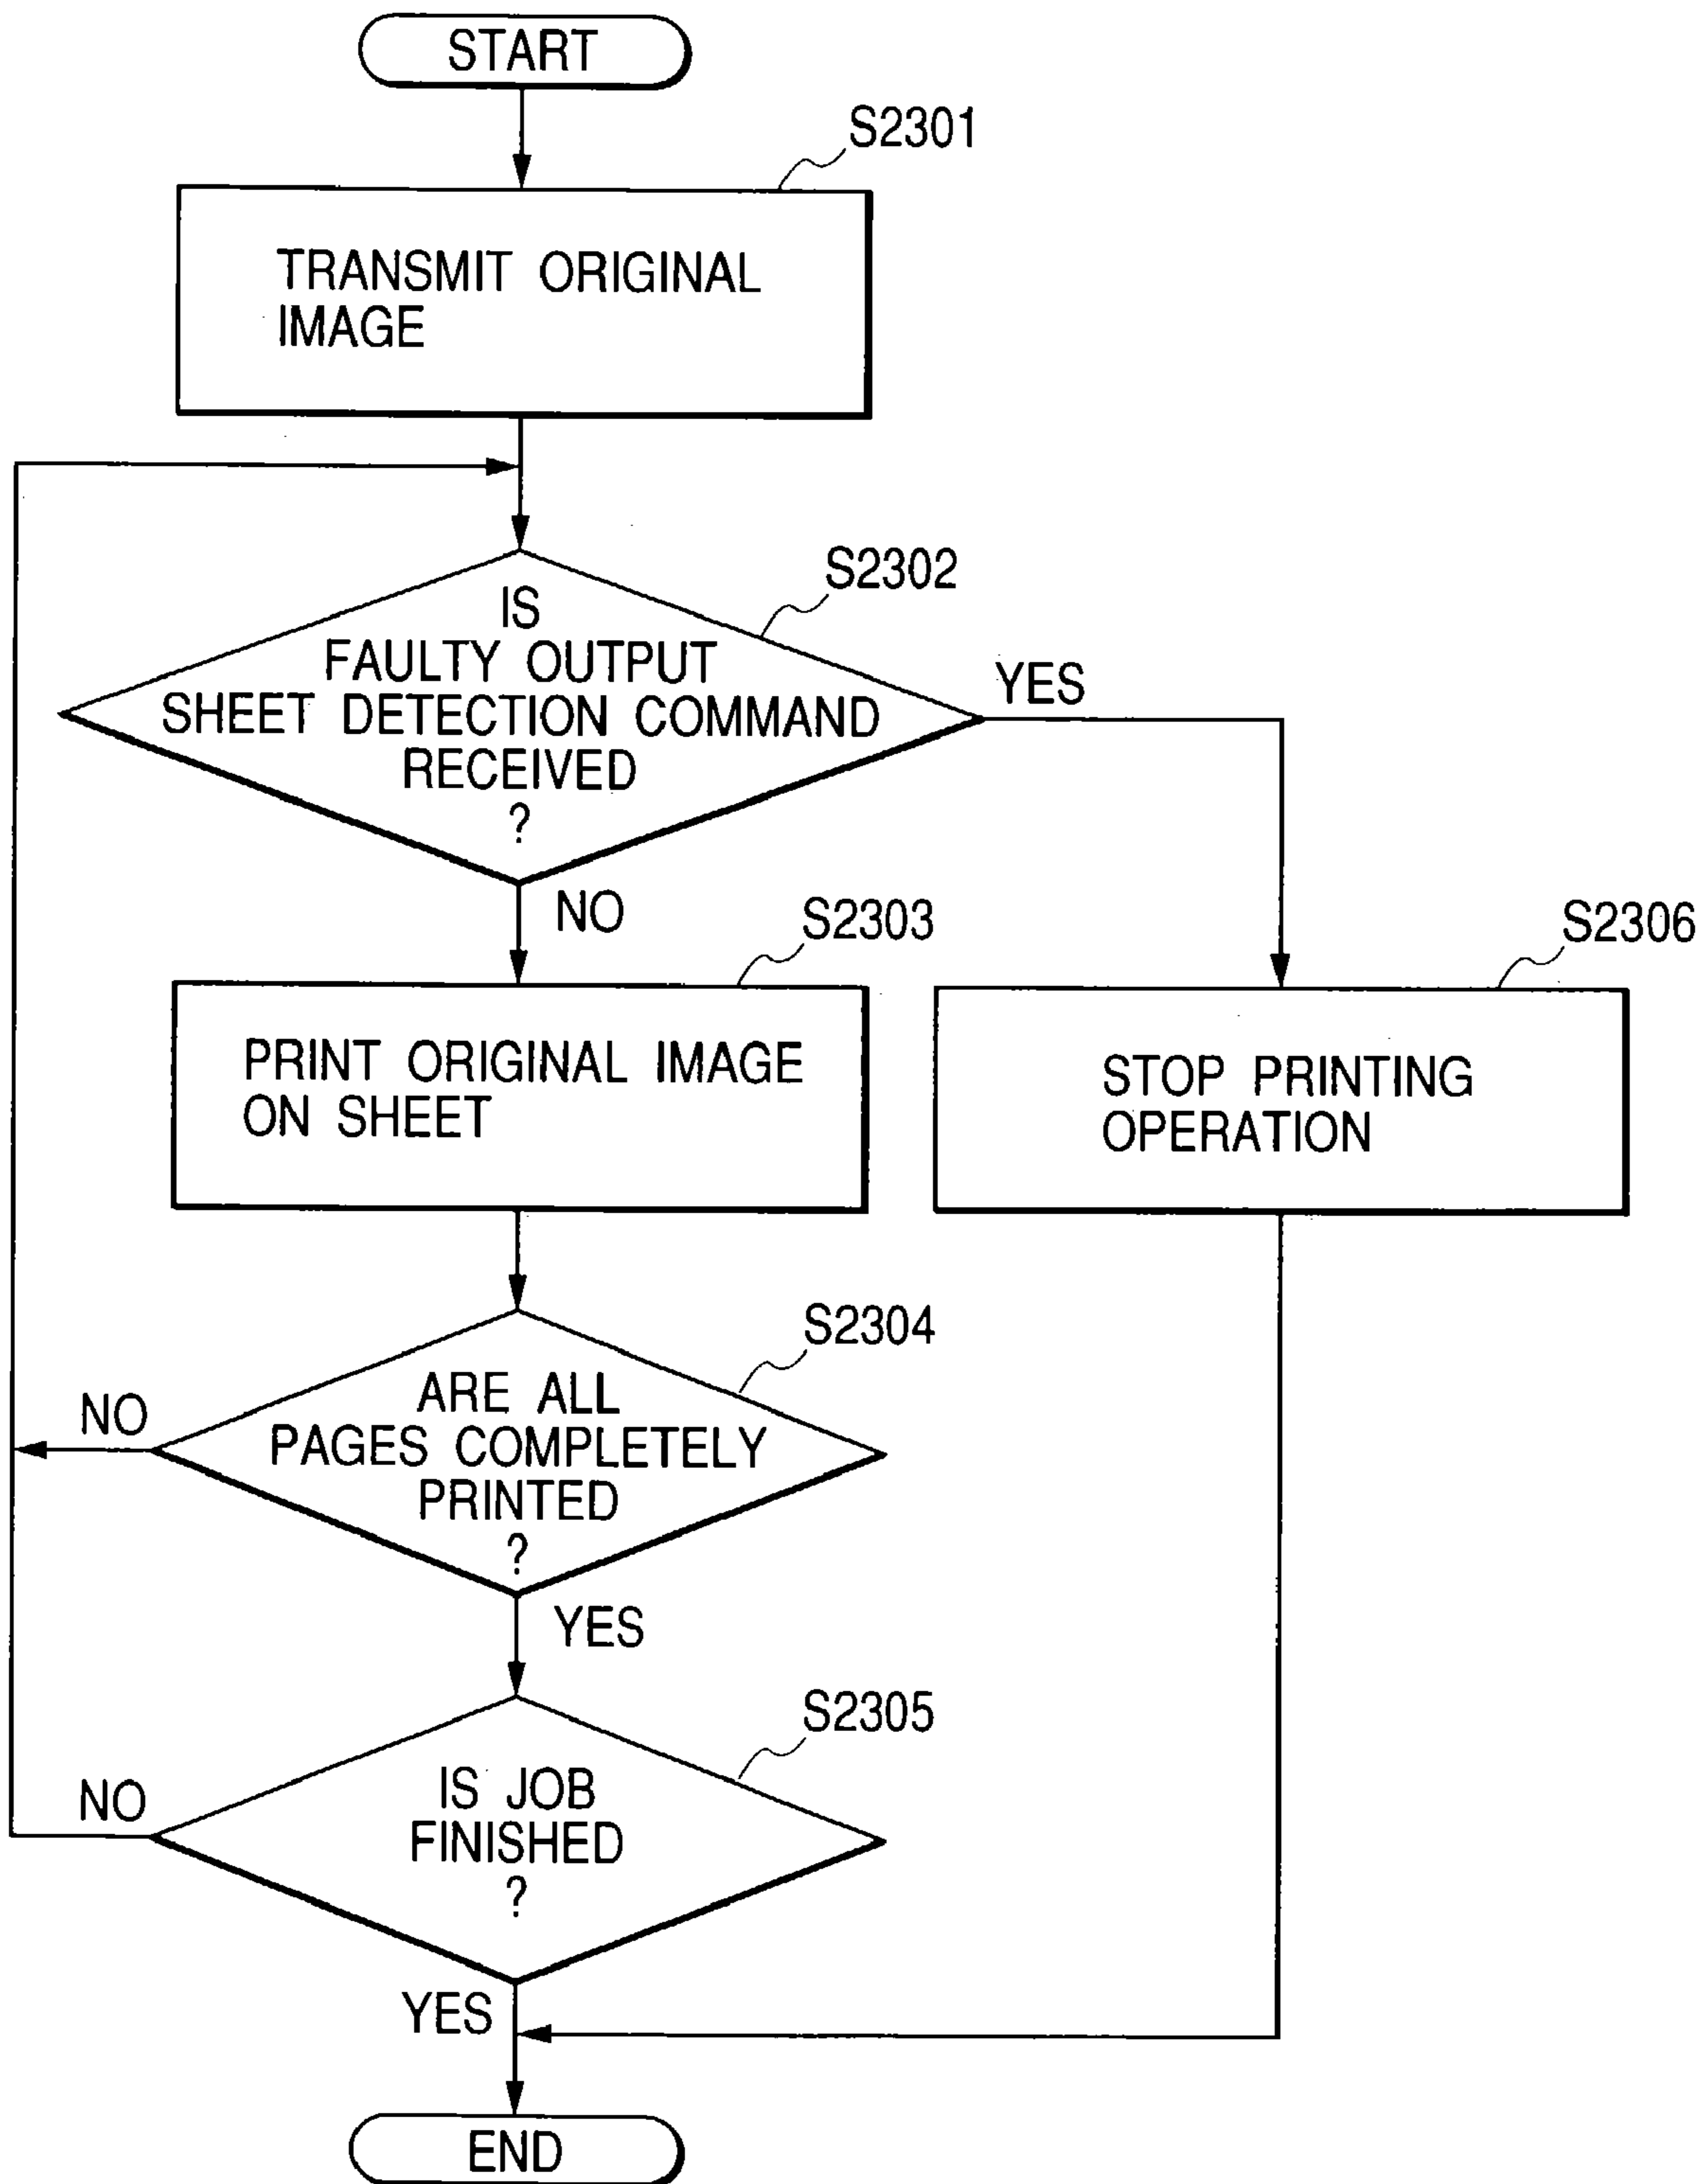 START
S2301
TRANSMIT ORIGINAL
IMAGE
S2302
IS
FAULTY OUTPUT
SHEET DETECTION COMMAND
RECEIVED
?
YES
NO
S2303
S2306
PRINT ORIGINAL IMAGE
ON SHEET
STOP PRINTING
OPERATION
S2304
ARE ALL
PAGES COMPLETELY
PRINTED
?
NO
YES
S2305
IS JOB
FINISHED
?
NO
YES
END